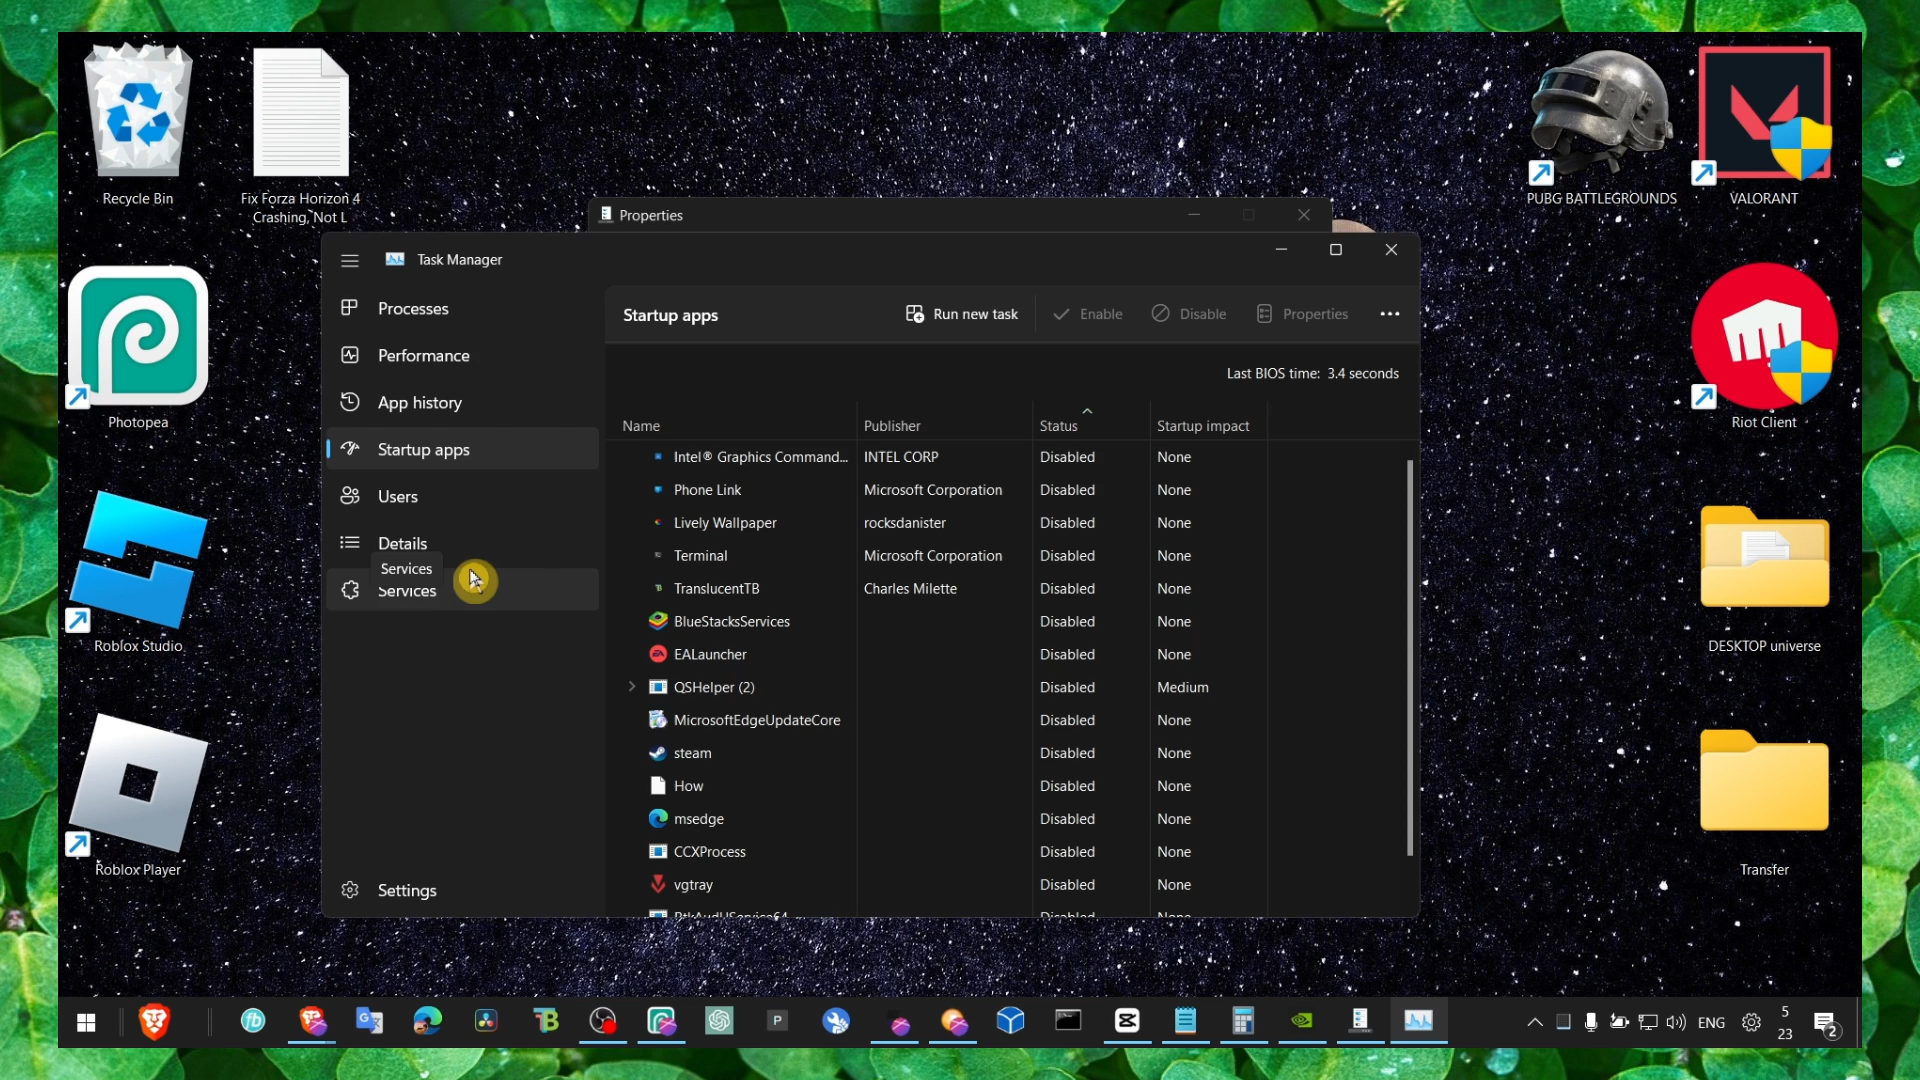 Recycle Bin
Fix Forza Horizon 4
Crashing, Not L
PUBG BATTLEGROUNDS
VALORANT
Properties
Task Manager
Processes
Performance
App history
Startup apps
Users
Details
Services
Services
Settings
Startup apps
Run new task
Enable
Disable
Properties
Last BIOS time: 3.4 seconds
Name Publisher Status Startup impact
Intel® Graphics Command... INTEL CORP Disabled None
Phone Link Microsoft Corporation Disabled None
Lively Wallpaper rocksdanister Disabled None
Terminal Microsoft Corporation Disabled None
TranslucentTB Charles Milette Disabled None
BlueStacksServices Disabled None
EALauncher Disabled None
QSHelper (2) Disabled Medium
MicrosoftEdgeUpdateCore Disabled None
steam Disabled None
How Disabled None
msedge Disabled None
CCXProcess Disabled None
vgtray Disabled None
RtkAudUService64 Disabled None
Photopea
Roblox Studio
Roblox Player
Riot Client
DESKTOP universe
Transfer
ENG
5
23
2